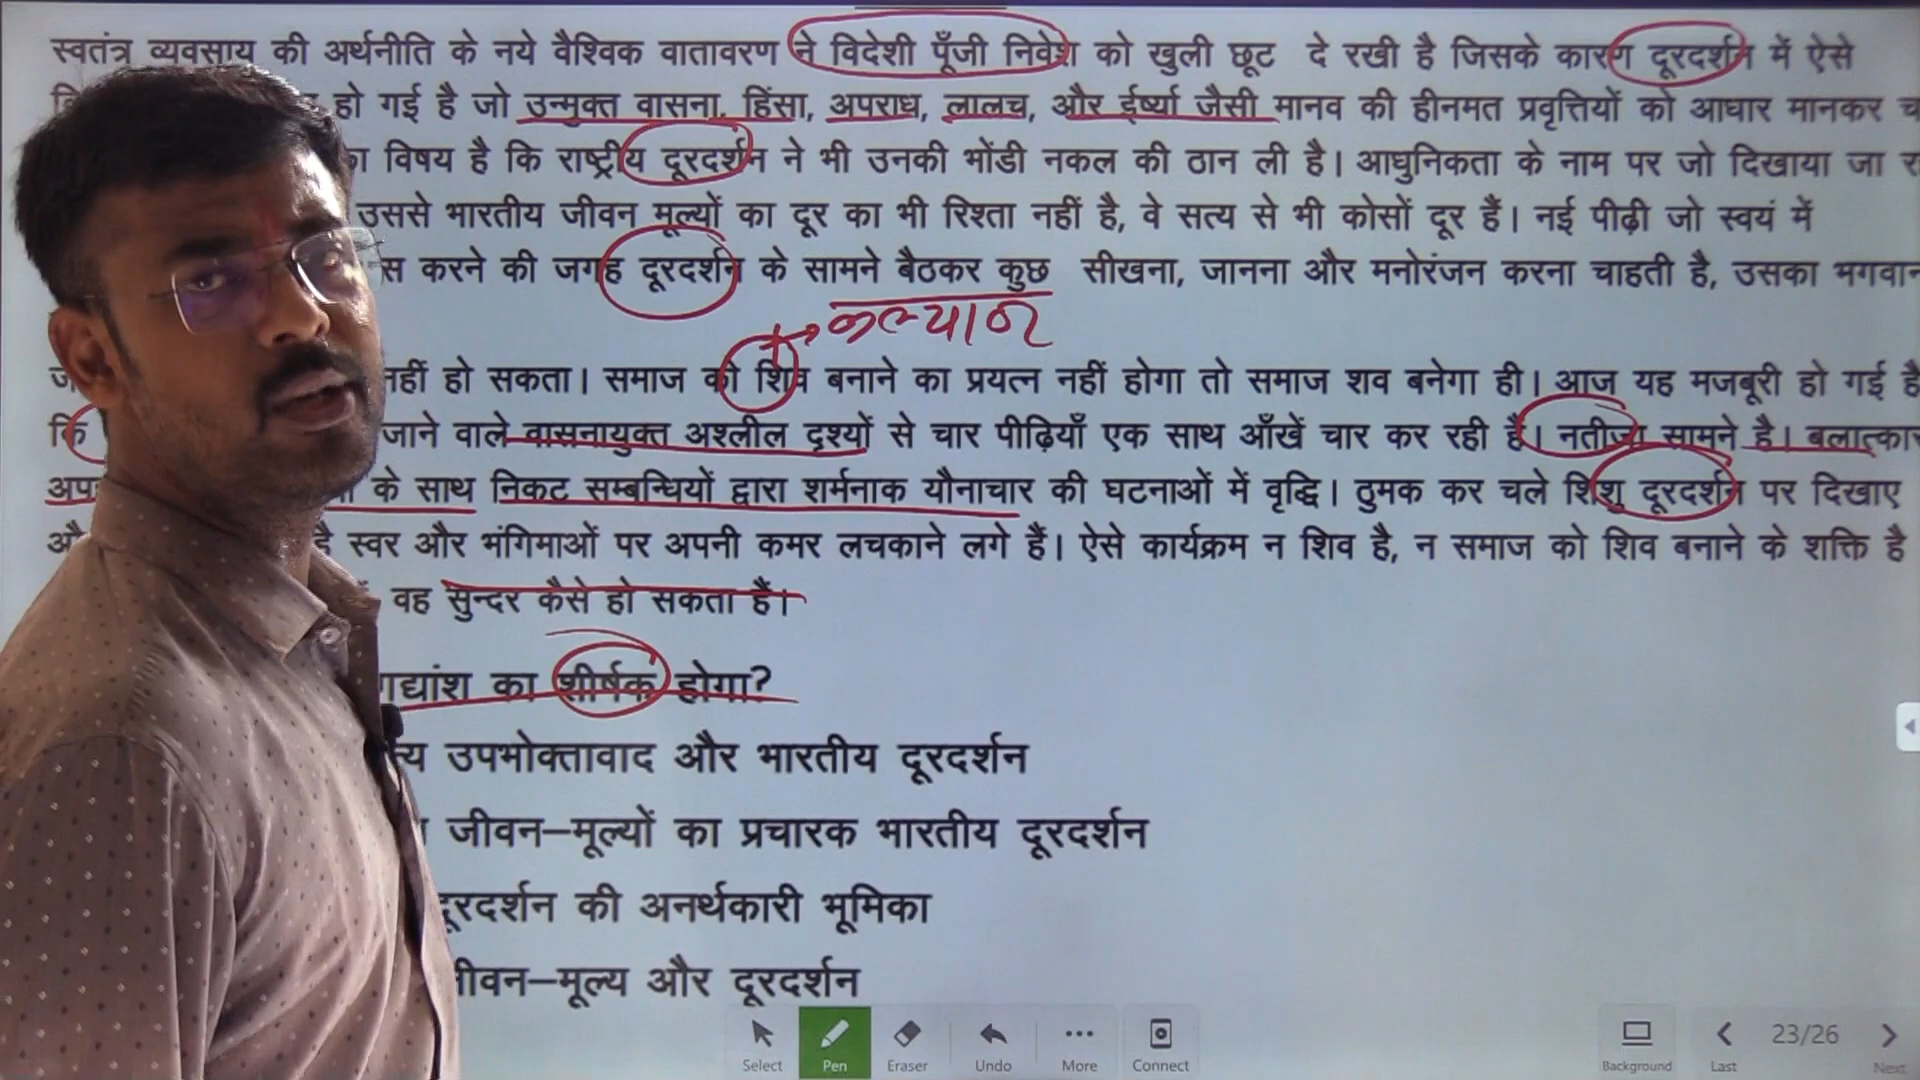 स्वतंत्र व्यवसाय की अर्थनीति के नये वैश्विक वातावरण ने विदेशी पूँजी निवेश को खुली छूट दे रखी है जिसके कारण दूरदर्शन में ऐसे
हो गई है जो उन्मुक्त वासना, हिंसा, अपराध, लालच, और ईर्ष्या जैसी मानव की हीनमत प्रवृत्तियों को आधार मानकर
विषय है कि राष्ट्रीय दूरदर्शन ने भी उनकी भोंडी नकल की ठान ली है। आधुनिकता के नाम पर जो दिखाया जा
उससे भारतीय जीवन मूल्यों का दूर का भी रिश्ता नहीं है, वे सत्य से भी कोसों दूर हैं। नई पीढ़ी जो स्वयं में
करने की जगह दूरदर्शन के सामने बैठकर कुछ सीखना, जानना और मनोरंजन करना चाहती है, उसका भगवान
कल्याण
नहीं हो सकता। समाज को शिव बनाने का प्रयत्न नहीं होगा तो समाज शव बनेगा ही। आज यह मजबूरी हो गई है
कि जाने वाले वासनायुक्त अश्लील दृश्यों से चार पीढ़ियाँ एक साथ आँखें चार कर रही है। नतीजा सामने है। बलात्कार
के साथ निकट सम्बन्धियों द्वारा शर्मनाक यौनाचार की घटनाओं में वृद्धि। ठुमक कर चले शिशु दूरदर्शन पर दिखाए
स्वर और भंगिमाओं पर अपनी कमर लचकाने लगे हैं। ऐसे कार्यक्रम न शिव है, न समाज को शिव बनाने के शक्ति है
वह सुन्दर कैसे हो सकता है।
गद्यांश का शीर्षक होगा?
उपभोक्तावाद और भारतीय दूरदर्शन
जीवन–मूल्यों का प्रचारक भारतीय दूरदर्शन
दूरदर्शन की अनर्थकारी भूमिका
जीवन–मूल्य और दूरदर्शन
Select Pen Eraser Undo More Connect Background Last 23/26 Next